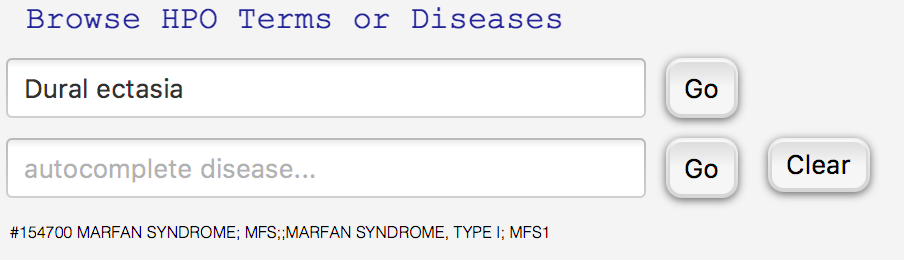 Browse HPO Terms or Diseases
Dural ectasia
Go
autocomplete disease...
Go
Clear
#154700 MARFAN SYNDROME; MFS;;MARFAN SYNDROME, TYPE I; MFS1